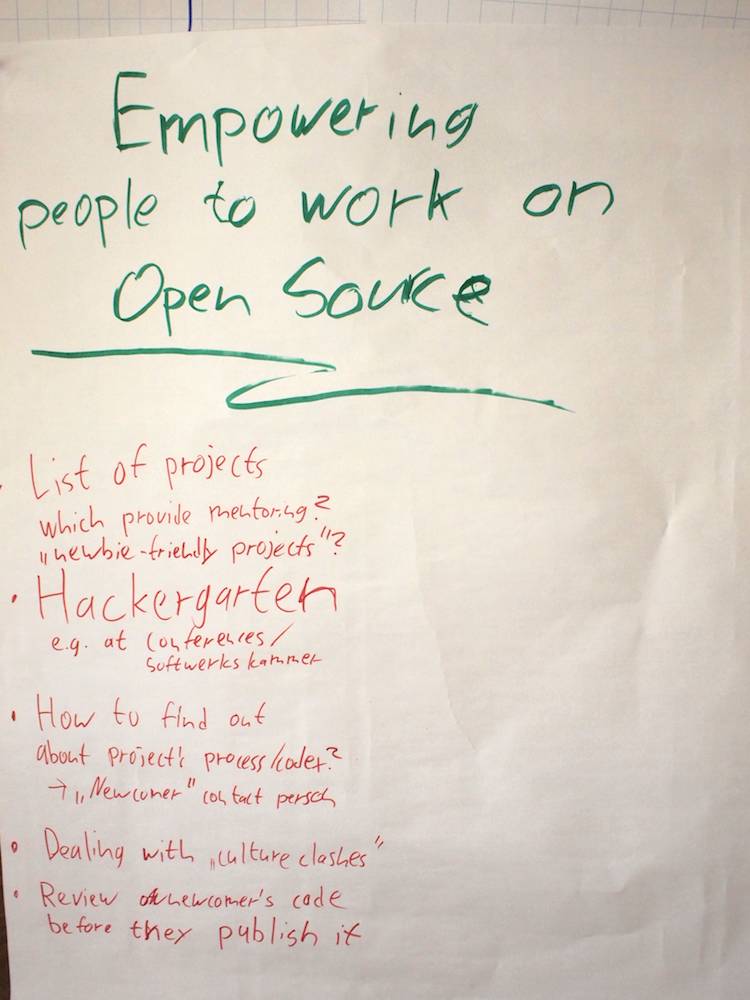 Empowering
people to work on
Open Source
• List of projects
which provide mentoring?
„newbie-friendly projects"?
• Hackergarten
e.g. at conferences/
Softwerkskammer
• How to find out
about project's process/coder?
→ „Newcomer" contact person
• Dealing with „culture clashes"
• Review newcomer's code
before they publish it